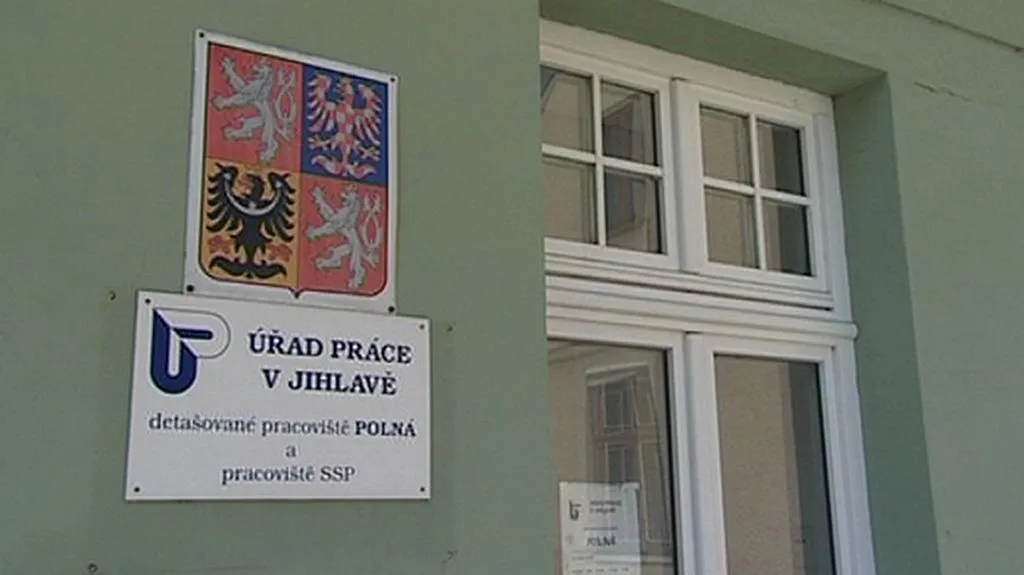 ÚŘAD PRÁCE
V JIHLAVĚ
detašované pracoviště POLNÁ
a
pracoviště SSP
POLNÁ